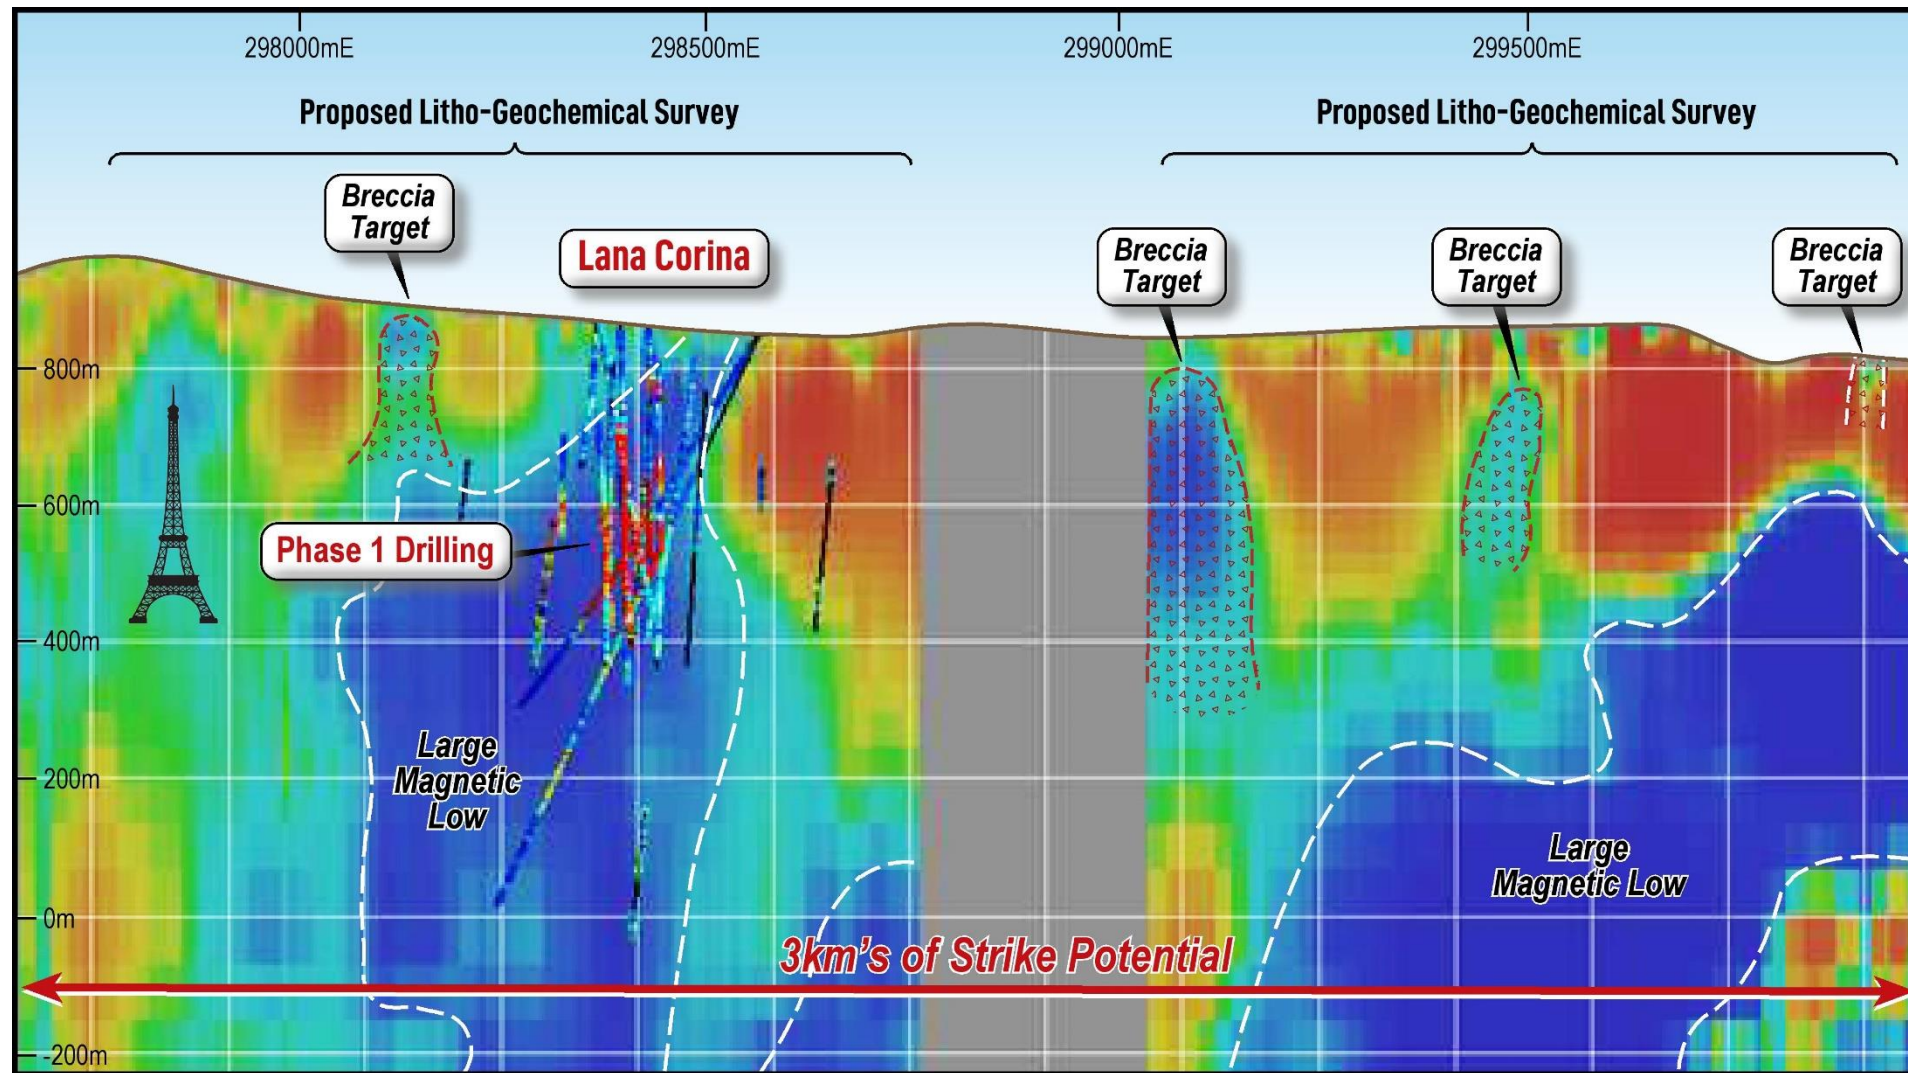 298000mE
298500mE
299000mE
299500mE
Proposed Litho-Geochemical Survey
Proposed Litho-Geochemical Survey
Breccia
Target
Lana Corina
Breccia
Target
Breccia
Target
Breccia
Target
800m
600m
Phase 1 Drilling
400m
Large
Magnetic
Low
200m
Large
Magnetic Low
0m
3km's of Strike Potential
-200m